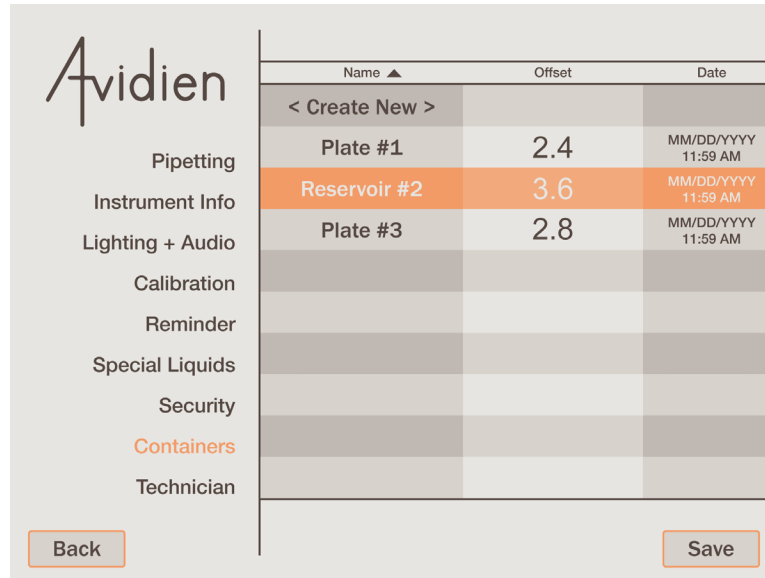 Avidien
Pipetting
Instrument Info
Lighting + Audio
Calibration
Reminder
Special Liquids
Security
Containers
Technician
Back
Name ▲ Offset Date
< Create New >
Plate #1 2.4 MM/DD/YYYY
11:59 AM
Reservoir #2 3.6 MM/DD/YYYY
11:59 AM
Plate #3 2.8 MM/DD/YYYY
11:59 AM
Save